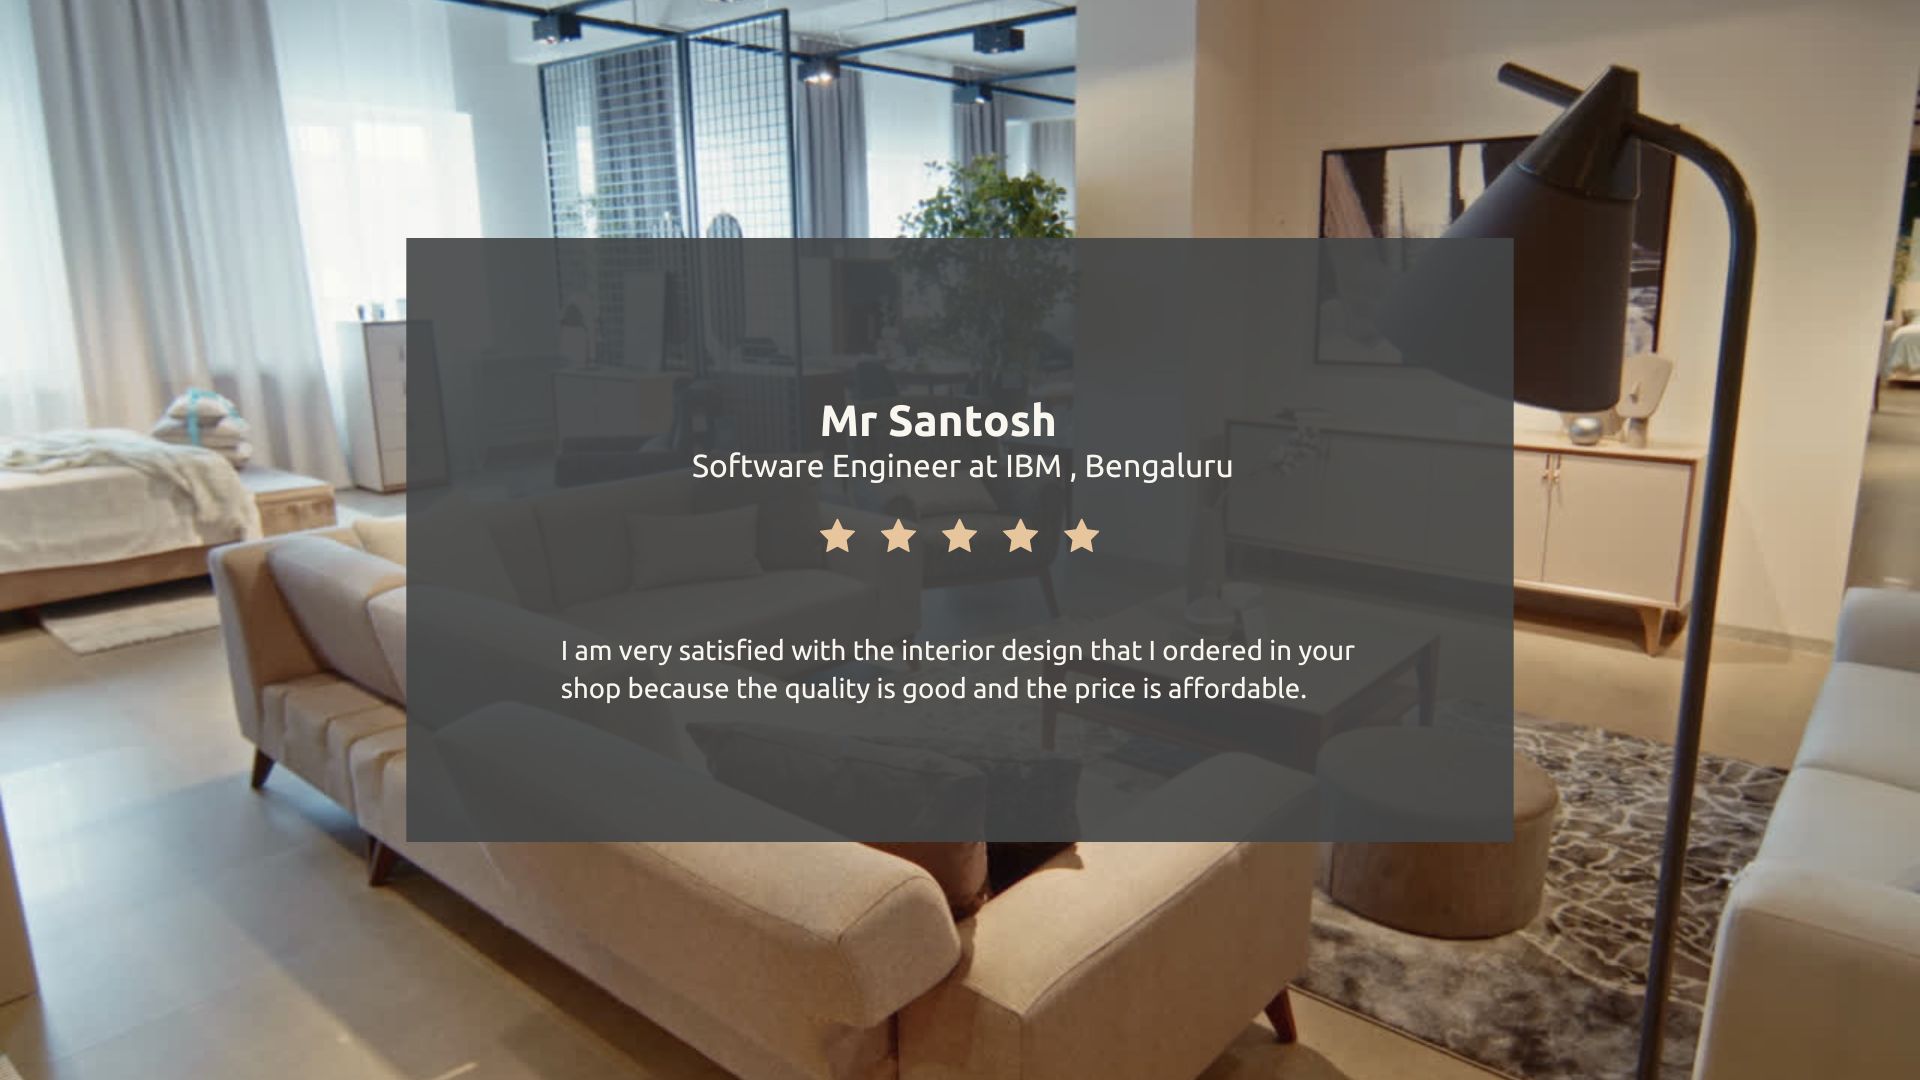 Mr Santosh
Software Engineer at IBM , Bengaluru
I am very satisfied with the interior design that I ordered in your
shop because the quality is good and the price is affordable.